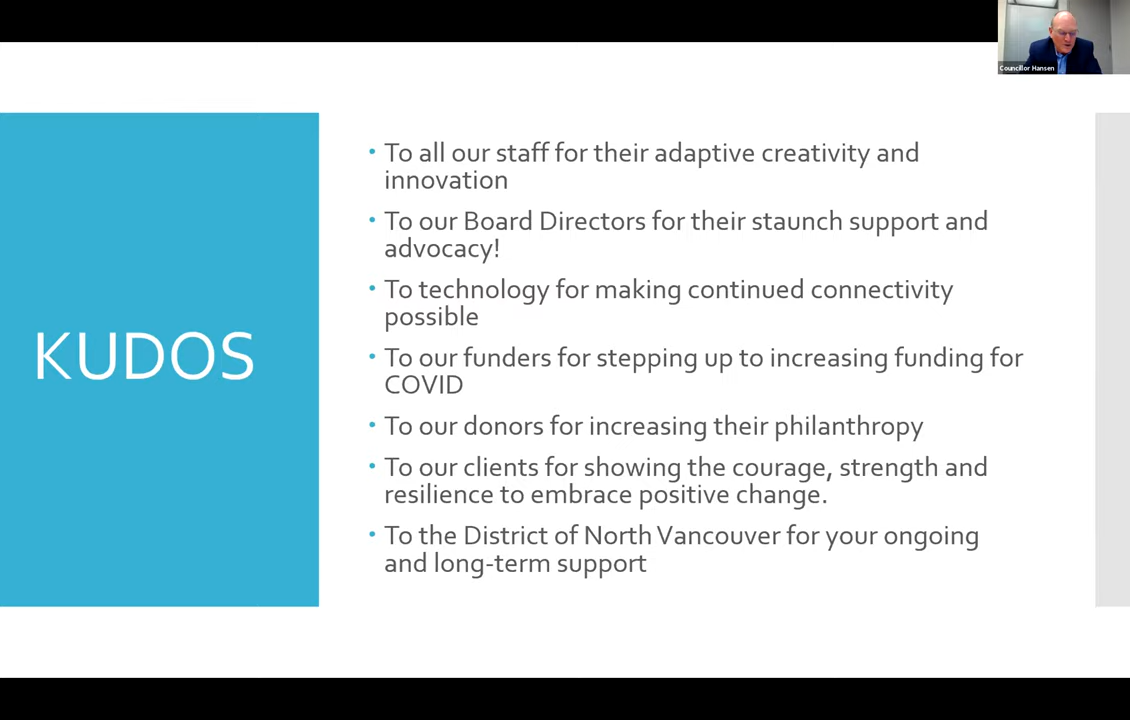 Councillor Hansen
KUDOS
• To all our staff for their adaptive creativity and
innovation
• To our Board Directors for their staunch support and
advocacy!
• To technology for making continued connectivity
possible
• To our funders for stepping up to increasing funding for
COVID
• To our donors for increasing their philanthropy
• To our clients for showing the courage, strength and
resilience to embrace positive change.
• To the District of North Vancouver for your ongoing
and long-term support